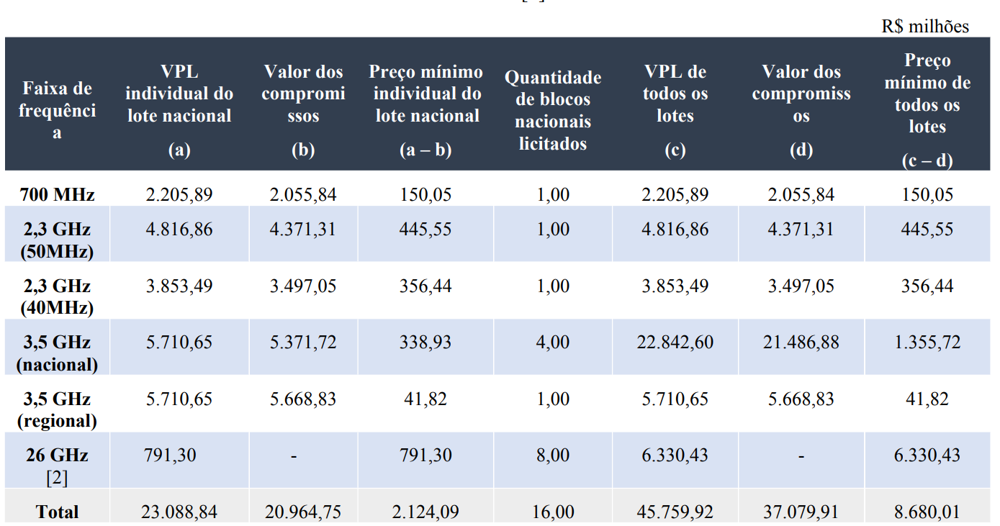 R$ milhões
Faixa de frequênci a | VPL individual do lote nacional (a) | Valor dos compromi ssos (b) | Preço mínimo individual do lote nacional (a – b) | Quantidade de blocos nacionais licitados | VPL de todos os lotes (c) | Valor dos compromiss os (d) | Preço mínimo de todos os lotes (c – d)
700 MHz | 2.205,89 | 2.055,84 | 150,05 | 1,00 | 2.205,89 | 2.055,84 | 150,05
2,3 GHz (50MHz) | 4.816,86 | 4.371,31 | 445,55 | 1,00 | 4.816,86 | 4.371,31 | 445,55
2,3 GHz (40MHz) | 3.853,49 | 3.497,05 | 356,44 | 1,00 | 3.853,49 | 3.497,05 | 356,44
3,5 GHz (nacional) | 5.710,65 | 5.371,72 | 338,93 | 4,00 | 22.842,60 | 21.486,88 | 1.355,72
3,5 GHz (regional) | 5.710,65 | 5.668,83 | 41,82 | 1,00 | 5.710,65 | 5.668,83 | 41,82
26 GHz [2] | 791,30 | - | 791,30 | 8,00 | 6.330,43 | - | 6.330,43
Total | 23.088,84 | 20.964,75 | 2.124,09 | 16,00 | 45.759,92 | 37.079,91 | 8.680,01